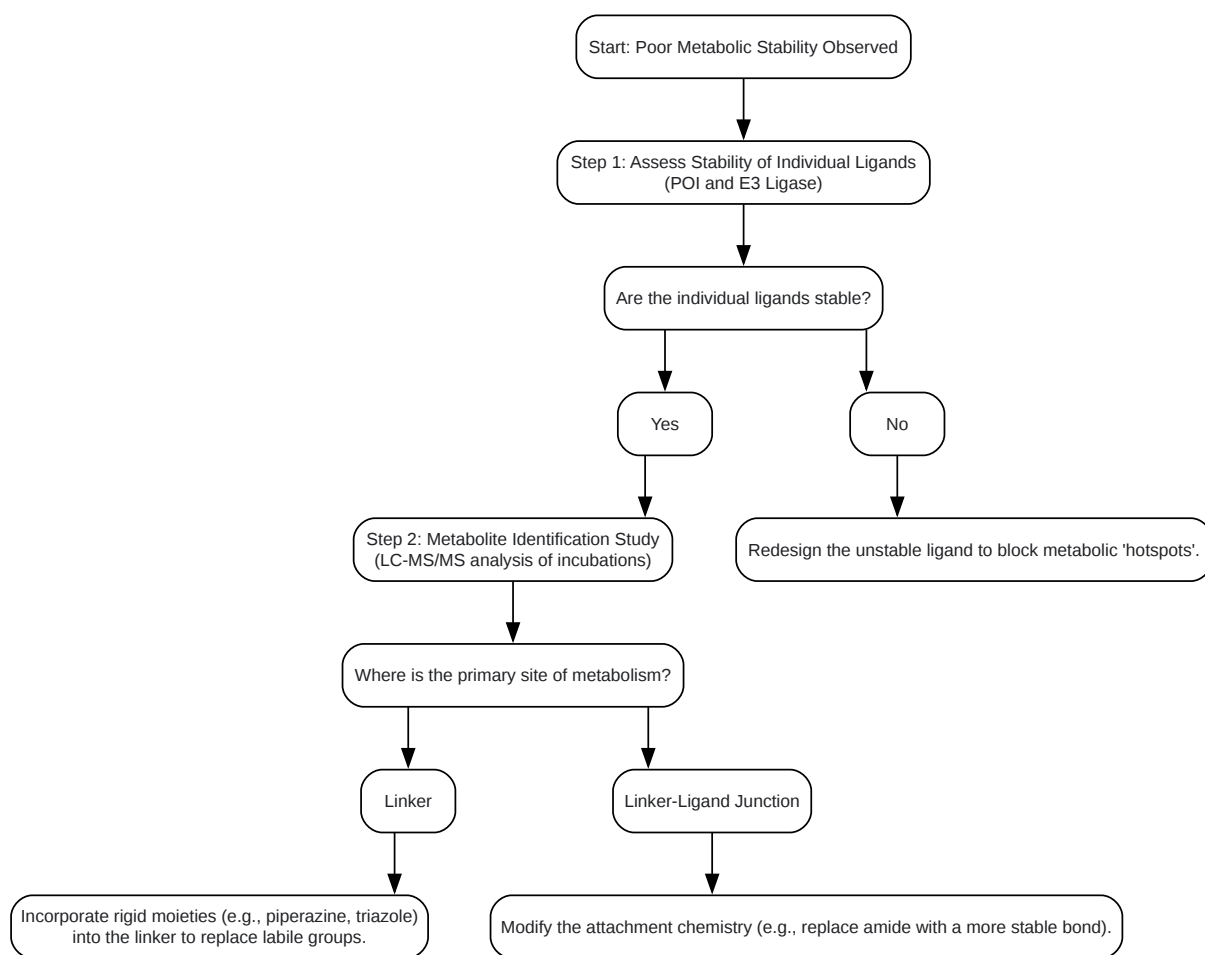 Start: Poor Metabolic Stability Observed
Step 1: Assess Stability of Individual Ligands
(POI and E3 Ligase)
Are the individual ligands stable?
Yes
No
Step 2: Metabolite Identification Study
(LC-MS/MS analysis of incubations)
Redesign the unstable ligand to block metabolic 'hotspots'.
Where is the primary site of metabolism?
Linker
Linker-Ligand Junction
Incorporate rigid moieties (e.g., piperazine, triazole)
into the linker to replace labile groups.
Modify the attachment chemistry (e.g., replace amide with a more stable bond).